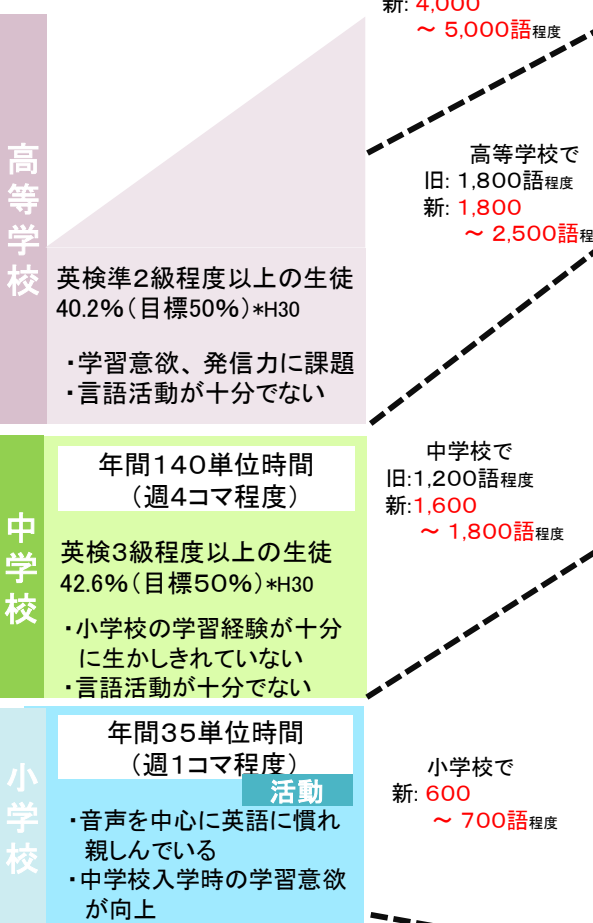 新: 4,000
～ 5,000語程度
高等学校
高等学校で
旧: 1,800語程度
新: 1,800
～ 2,500語程
英検準2級程度以上の生徒
40.2%(目標50%)*H30
・学習意欲、発信力に課題
・言語活動が十分でない
中学校
年間140単位時間
(週4コマ程度)
英検3級程度以上の生徒
42.6%(目標50%)*H30
・小学校の学習経験が十分
に生かしきれていない
・言語活動が十分でない
中学校で
旧:1,200語程度
新:1,600
～ 1,800語程度
小学校
年間35単位時間
(週1コマ程度)
活動
・音声を中心に英語に慣れ
親しんでいる
・中学校入学時の学習意欲
が向上
小学校で
新: 600
～ 700語程度